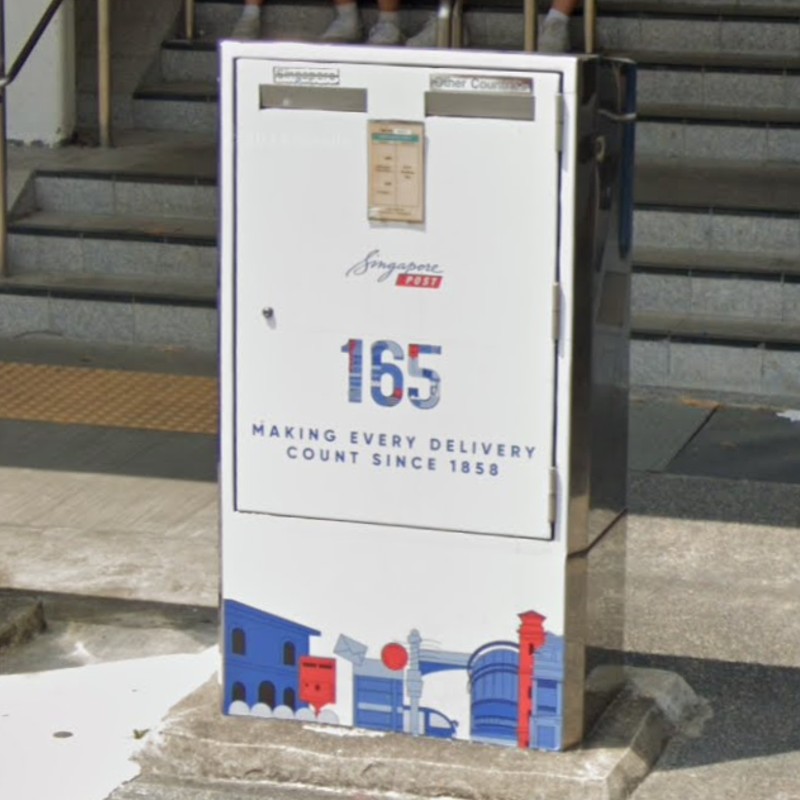 Singapore
Other Countries
Singapore
POST
165
MAKING EVERY DELIVERY
COUNT SINCE 1858